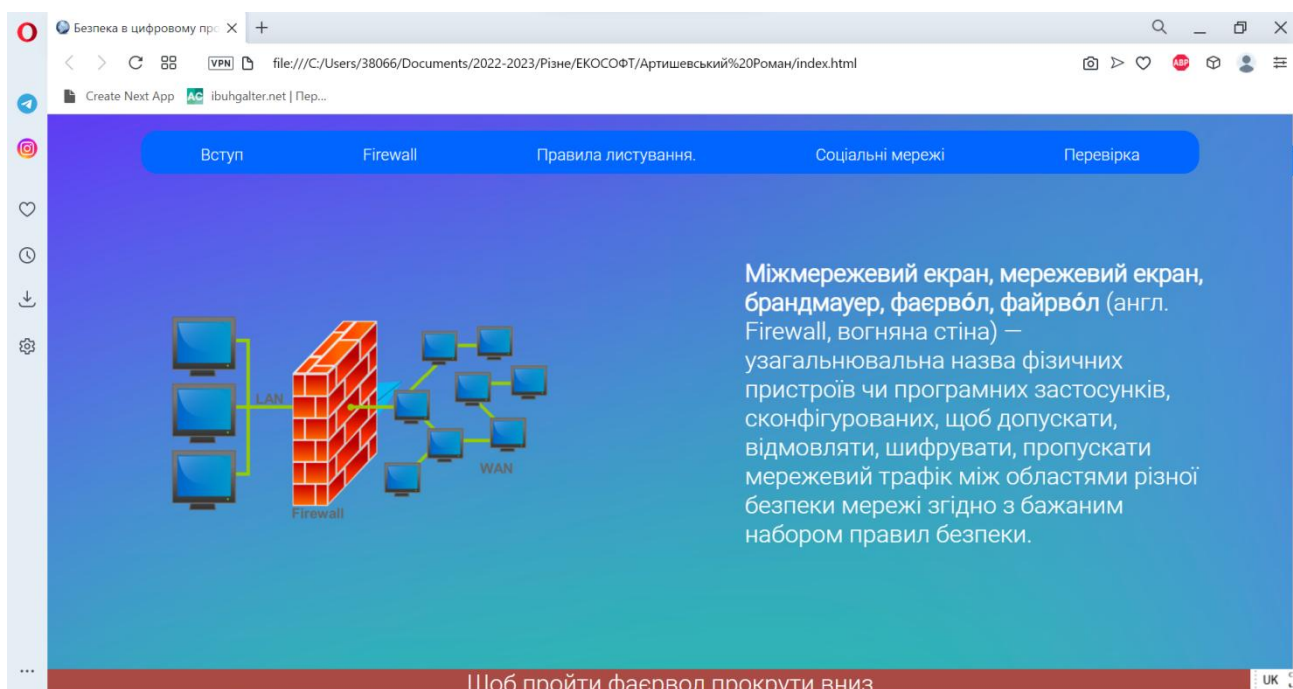 Безпека в цифровому про
VPN file:///C:/Users/38066/Documents/2022-2023/Різне/ЕКОСОФТ/Артишевський%20Роман/index.html
ABP
Create Next App AC ibuhgalter.net | Пер...
Вступ Firewall Правила листування. Соціальні мережі Перевірка
LAN
WAN
Firewall
Міжмережевий екран, мережевий екран,
брандмауер, фаєрво́л, файрво́л (англ.
Firewall, вогняна стіна) —
узагальнювальна назва фізичних
пристроїв чи програмних застосунків,
сконфігурованих, щоб допускати,
відмовляти, шифрувати, пропускати
мережевий трафік між областями різної
безпеки мережі згідно з бажаним
набором правил безпеки.
Щоб пройти фаєрвол прокрути вниз
UK